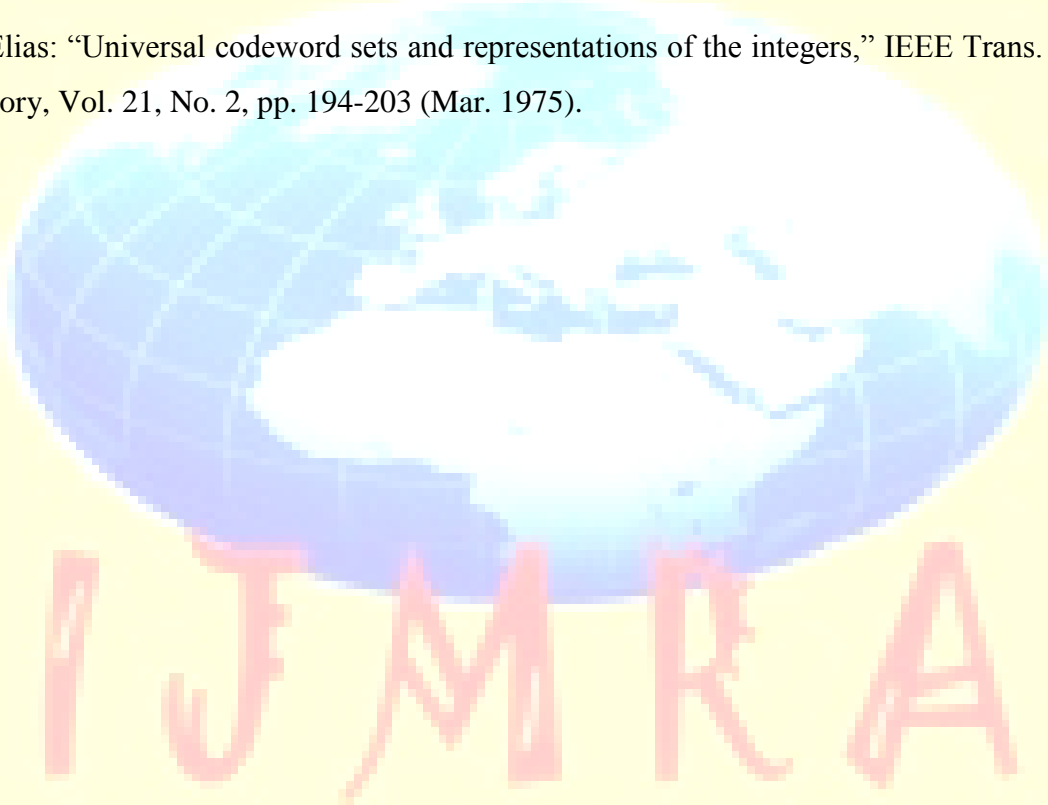 Elias: “Universal codeword sets and representations of the integers,” IEEE Trans.
ory, Vol. 21, No. 2, pp. 194-203 (Mar. 1975).
IJMRA